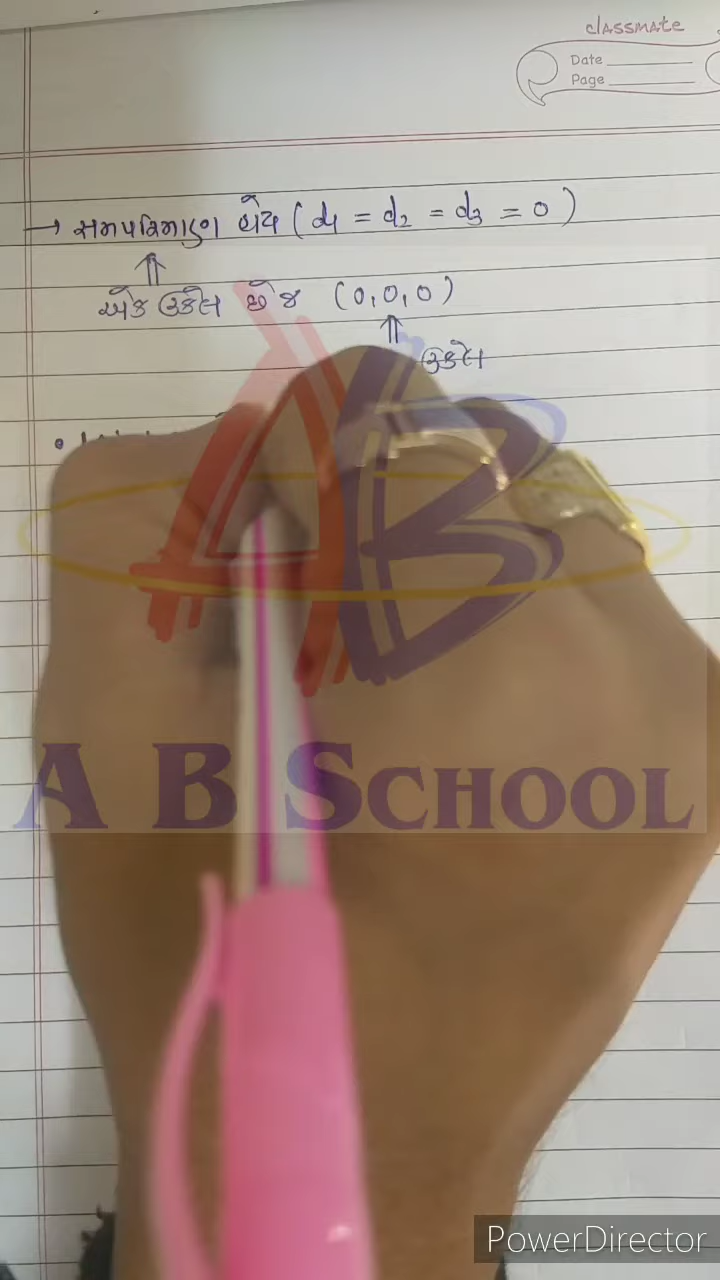 classmate
Date
Page
→ સમપરિમાણ હોય (d1 = d2 = d3 = 0)
⇑
એક ઉકેલ છે જ (0,0,0)
⇑
ઉકેલ
A B SCHOOL
PowerDirector